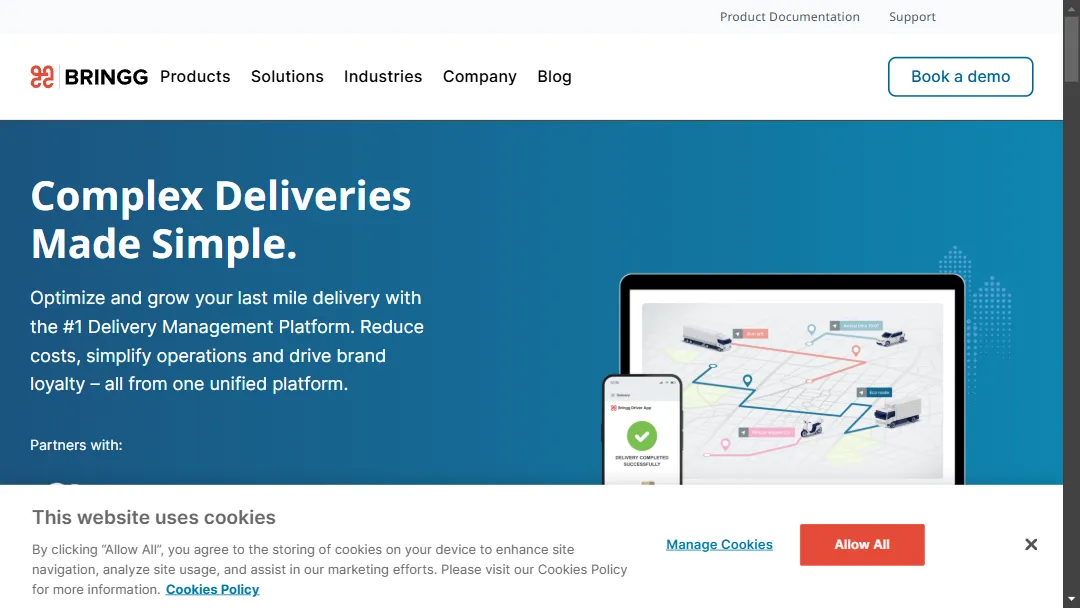 Product Documentation Support
BRINGG Products Solutions Industries Company Blog Book a demo
Complex Deliveries
Made Simple.
Optimize and grow your last mile delivery with
the #1 Delivery Management Platform. Reduce
costs, simplify operations and drive brand
loyalty – all from one unified platform.
Partners with:
Bringg Driver App
DELIVERY COMPLETED
SUCCESSFULLY
This website uses cookies
By clicking “Allow All”, you agree to the storing of cookies on your device to enhance site
navigation, analyze site usage, and assist in our marketing efforts. Please visit our Cookies Policy
for more information. Cookies Policy
Manage Cookies
Allow All